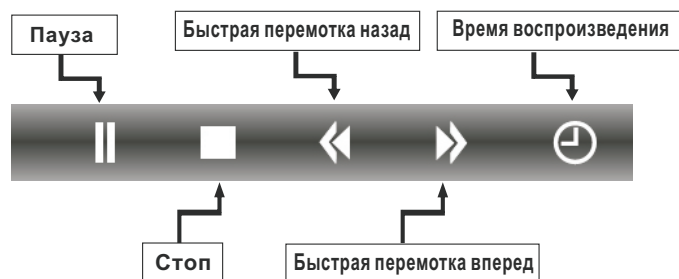 Пауза
Быстрая перемотка назад
Время воспроизведения
Стоп
Быстрая перемотка вперед